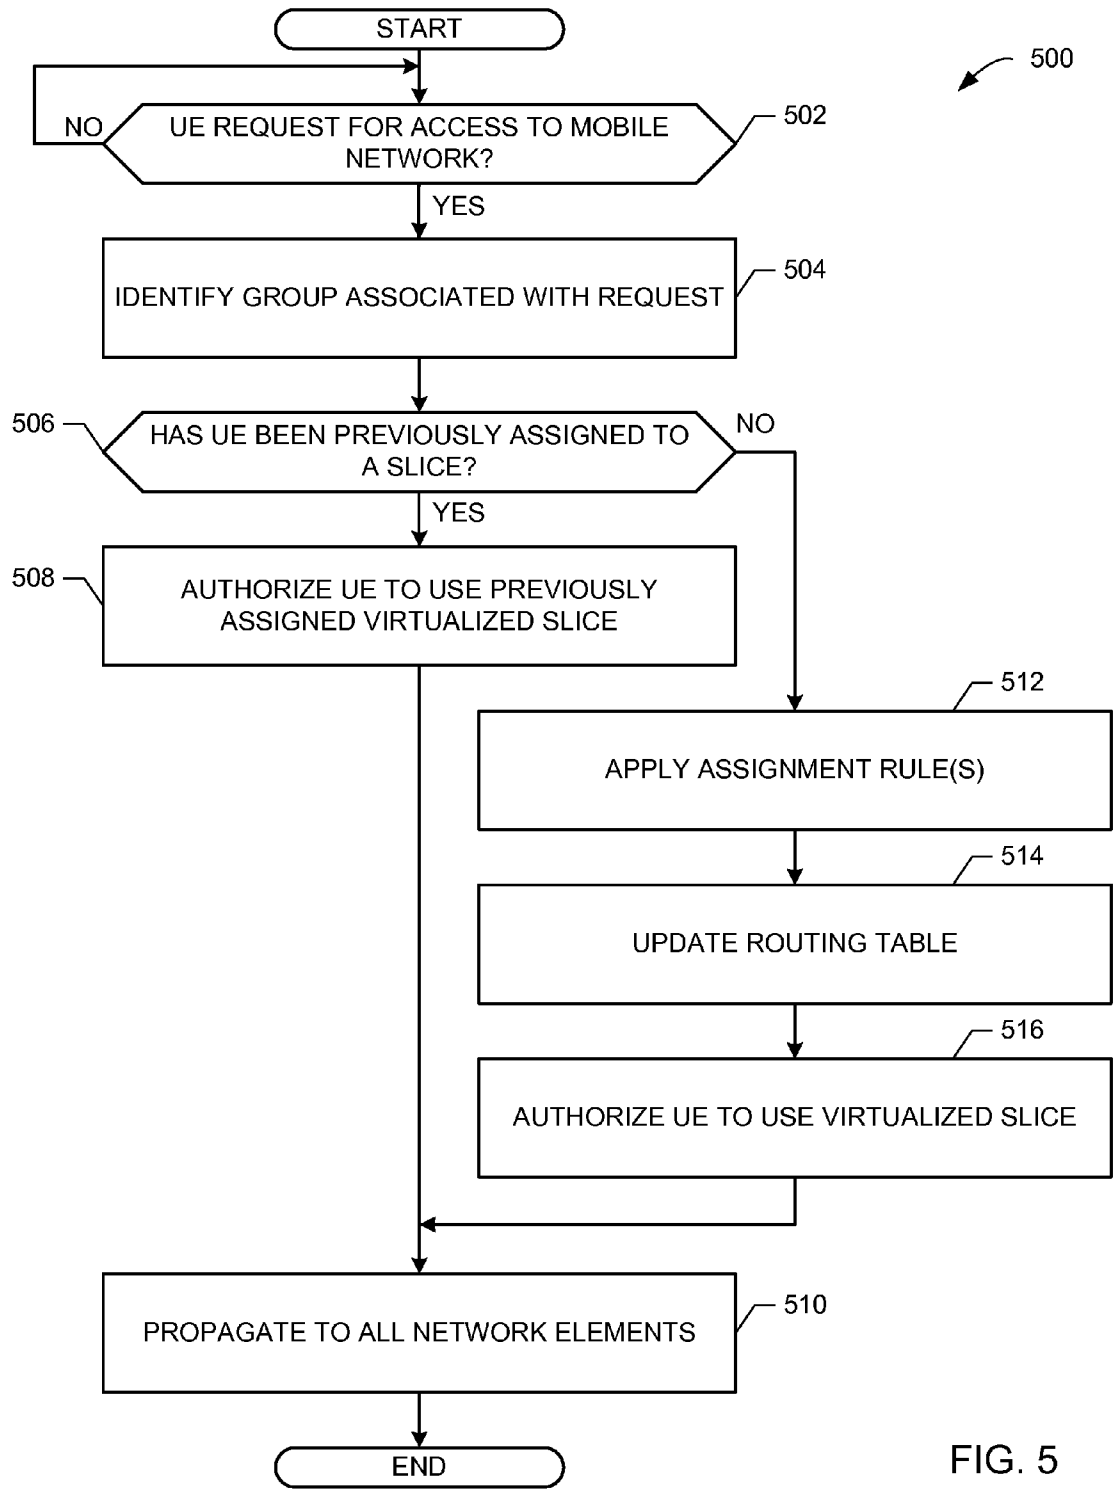 START
500
NO
UE REQUEST FOR ACCESS TO MOBILE
NETWORK?
502
YES
IDENTIFY GROUP ASSOCIATED WITH REQUEST
504
506
HAS UE BEEN PREVIOUSLY ASSIGNED TO
A SLICE?
NO
YES
508
AUTHORIZE UE TO USE PREVIOUSLY
ASSIGNED VIRTUALIZED SLICE
512
APPLY ASSIGNMENT RULE(S)
514
UPDATE ROUTING TABLE
516
AUTHORIZE UE TO USE VIRTUALIZED SLICE
510
PROPAGATE TO ALL NETWORK ELEMENTS
END
FIG. 5